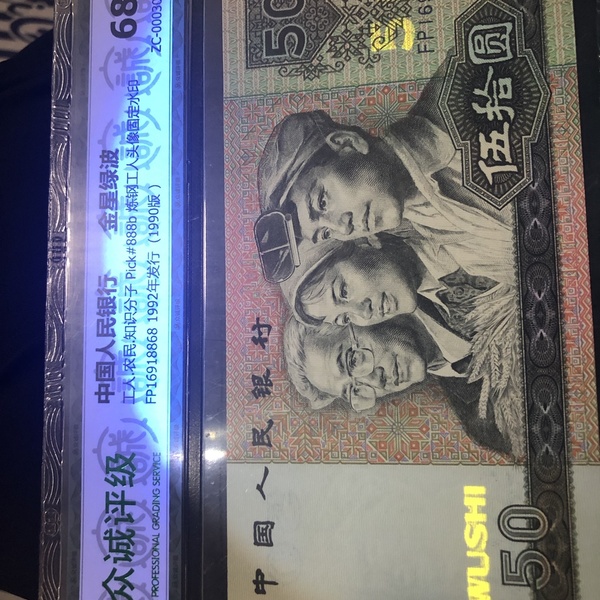 众诚评级
PROFESSIONAL GRADING SERVICE
中国人民银行 金星绿波
工人.农民.知识分子 Pick#888b 炼钢工人头像固定水印
FP16918868 1992年发行（1990版）
68
ZC-00030
中国人民银行
50
FP16
伍拾圆
WUSHI
50